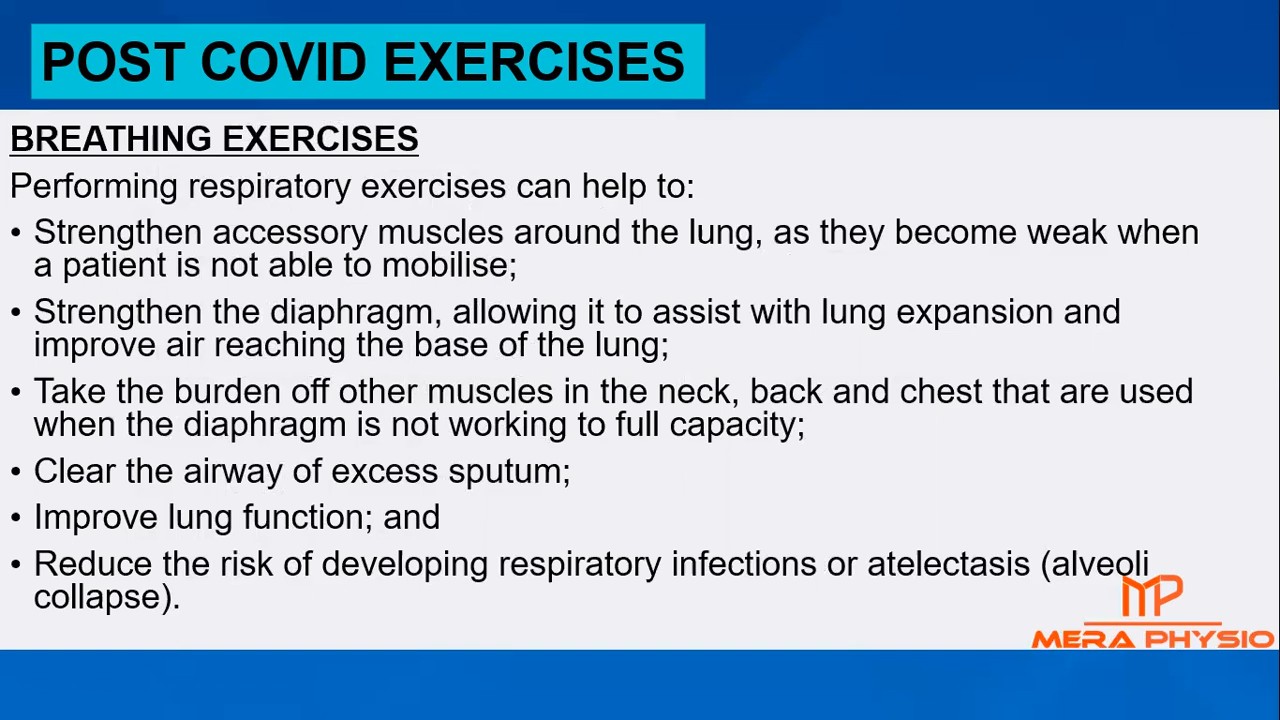 POST COVID EXERCISES
BREATHING EXERCISES
Performing respiratory exercises can help to:
• Strengthen accessory muscles around the lung, as they become weak when
a patient is not able to mobilise;
• Strengthen the diaphragm, allowing it to assist with lung expansion and
improve air reaching the base of the lung;
• Take the burden off other muscles in the neck, back and chest that are used
when the diaphragm is not working to full capacity;
• Clear the airway of excess sputum;
• Improve lung function; and
• Reduce the risk of developing respiratory infections or atelectasis (alveoli
collapse).
MP
MERA PHYSIO